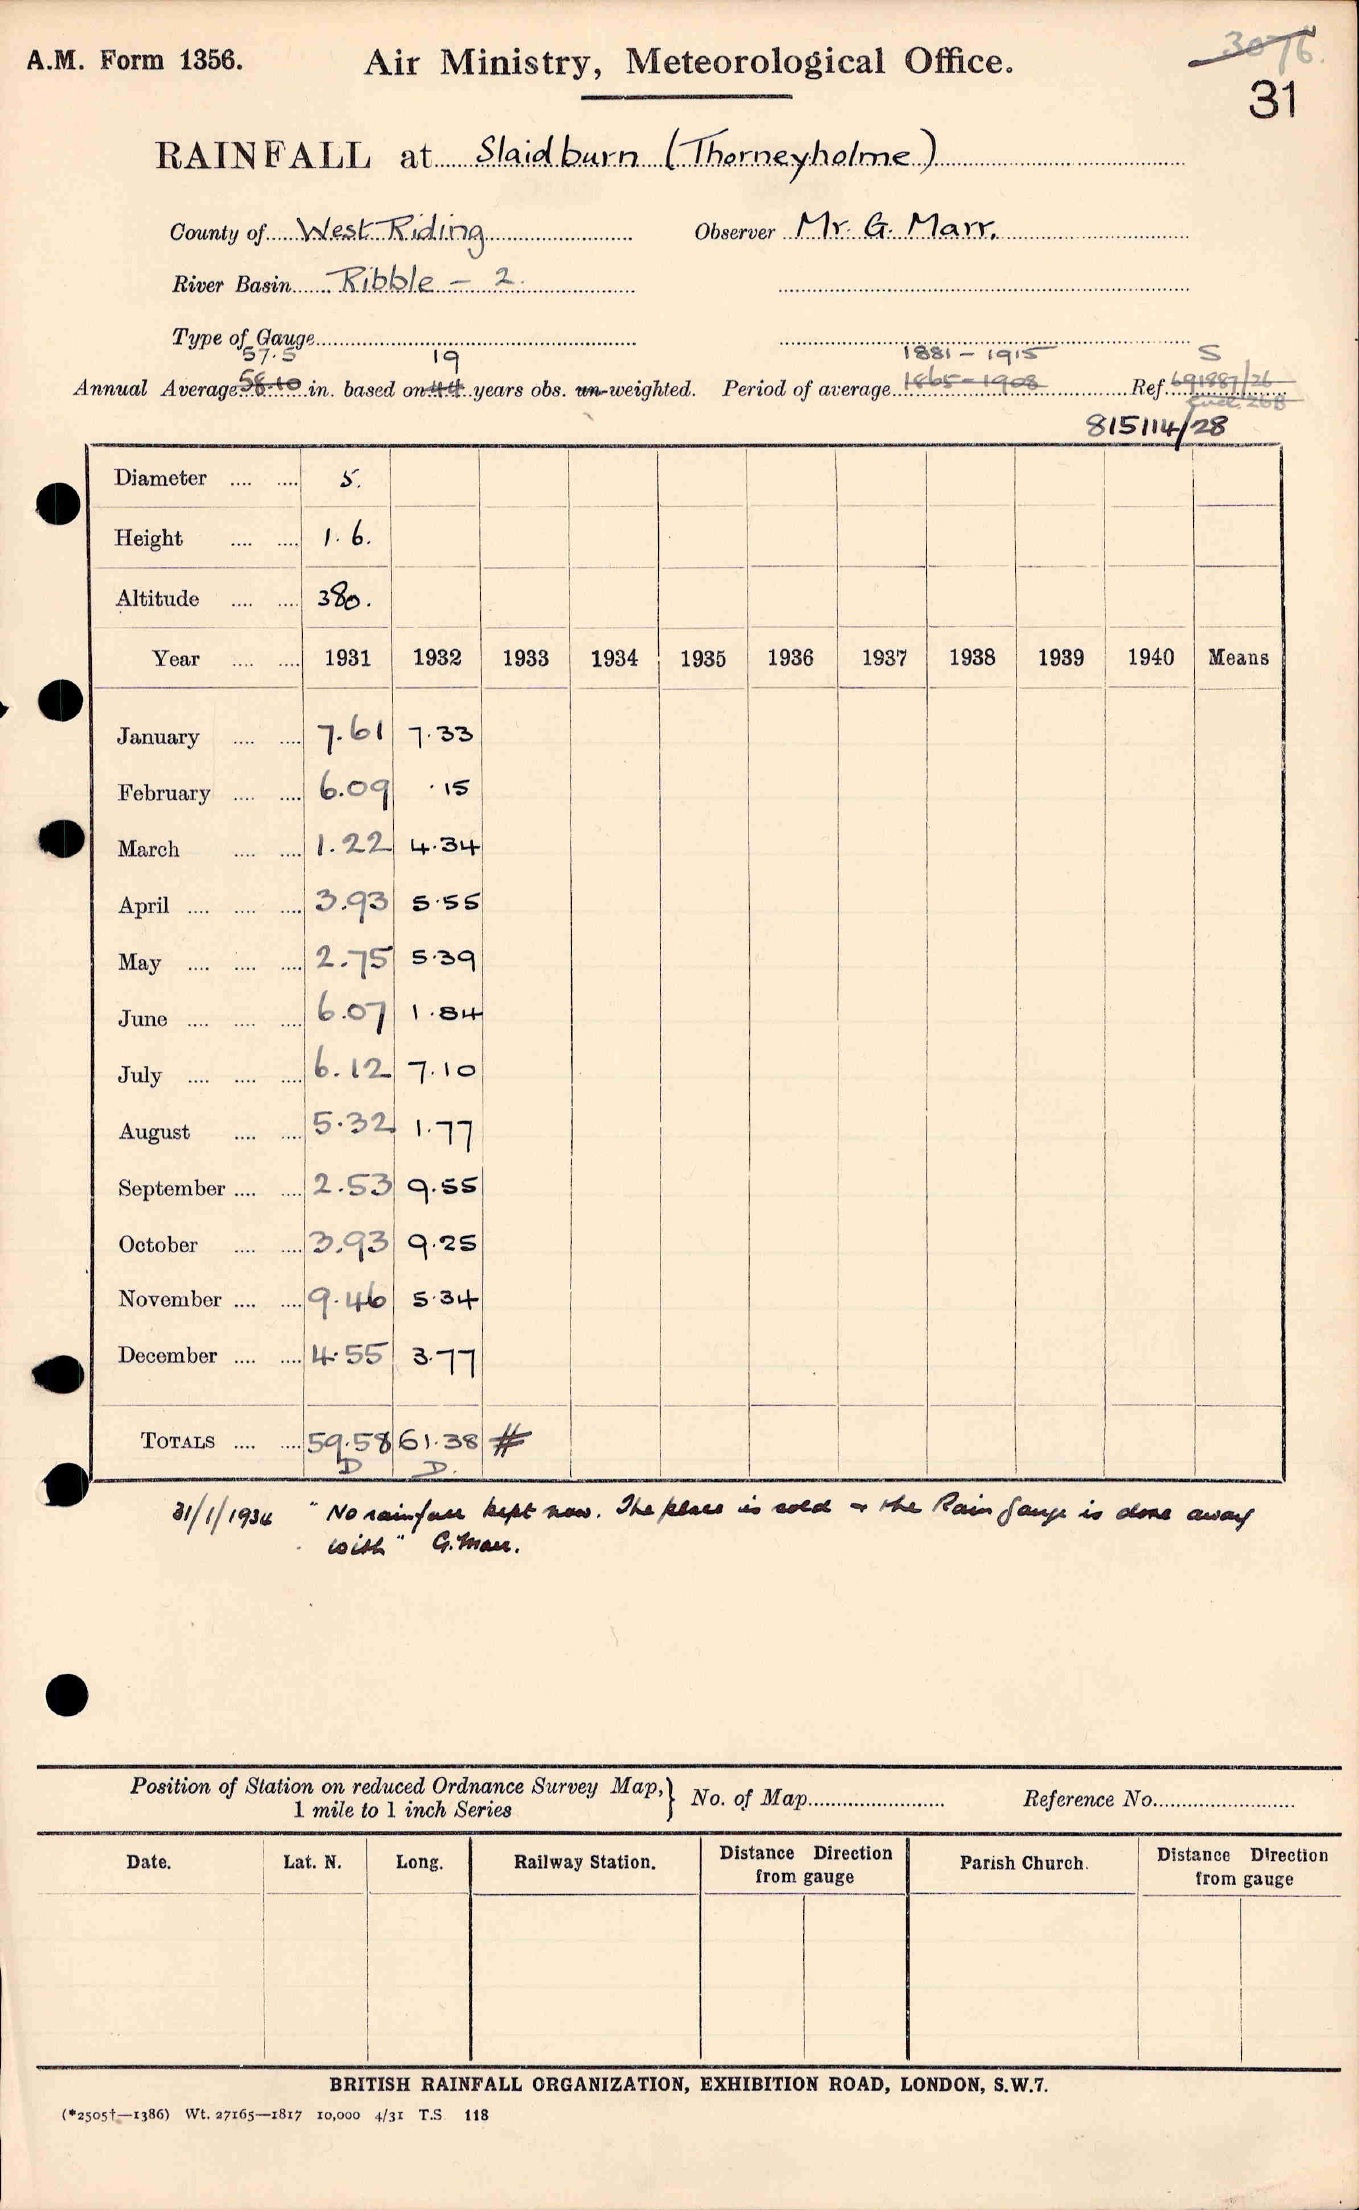 A.M. Form 1356.
Air Ministry, Meteorological Office.
3076.
31
RAINFALL at Slaidburn (Thorneyholme)
County of West Riding Observer Mr. G. Marr.
River Basin Ribble – 2.
Type of Gauge
57.5 19 1881 – 1915 S
Annual Average 58.10 in. based on 44 years obs. un-weighted. Period of average 1865-1908 Ref. 691887/26
815114/28
Diameter .... .... 5.
Height .... .... 1. 6.
Altitude .... .... 380.
Year .... .... 1931 1932 1933 1934 1935 1936 1937 1938 1939 1940 Means
January .... .... 7.61 7.33
February .... .... 6.09 .15
March .... .... 1.22 4.34
April .... .... .... 3.93 5.55
May .... .... .... 2.75 5.39
June .... .... .... 6.07 1.84
July .... .... .... 6.12 7.10
August .... .... 5.32 1.77
September .... .... 2.53 9.55
October .... .... 3.93 9.25
November .... .... 9.46 5.34
December .... .... 4.55 3.77
TOTALS .... .... 59.58 61.38 #
D D.
31/1/1934 "No rainfall kept now. The place is sold & the Rain Gauge is done away
with" G. Marr.
Position of Station on reduced Ordnance Survey Map, } No. of Map Reference No.
1 mile to 1 inch Series
Date. Lat. N. Long. Railway Station. Distance Direction from gauge Parish Church. Distance Direction from gauge
BRITISH RAINFALL ORGANIZATION, EXHIBITION ROAD, LONDON, S.W.7.
(*2505†—1386) Wt. 27165—1817 10,000 4/31 T.S. 118